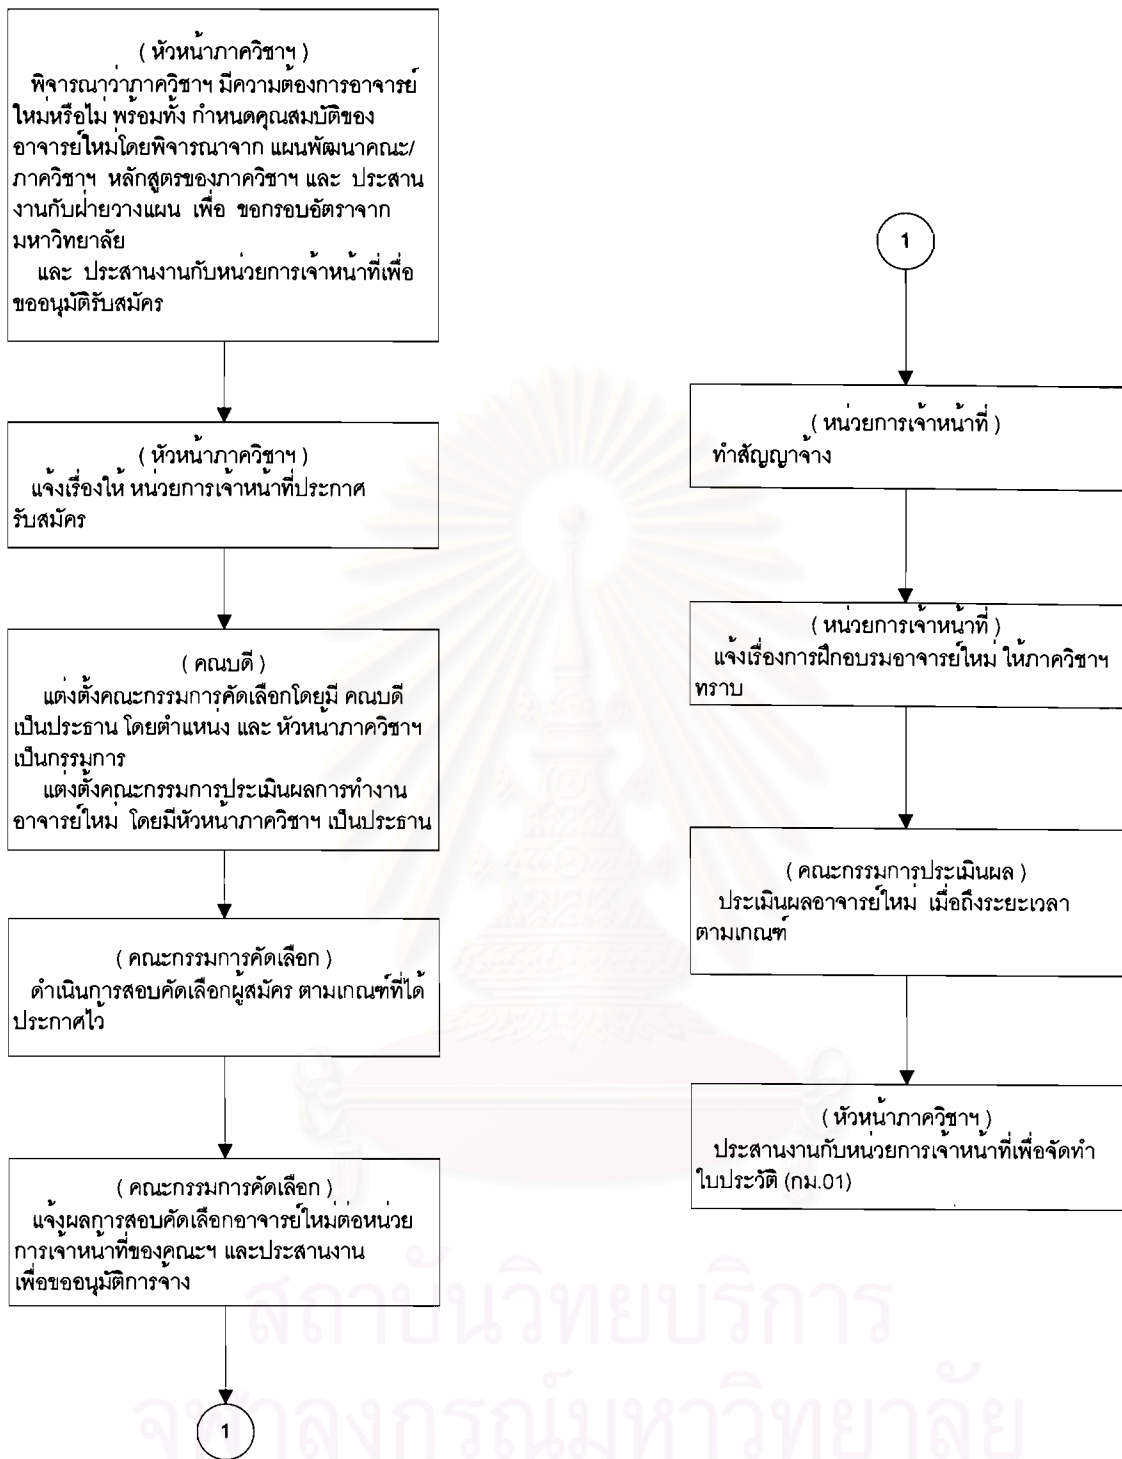 ( หัวหน้าภาควิชาฯ )
พิจารณาว่าภาควิชาฯ มีความต้องการอาจารย์
ใหม่หรือไม่ พร้อมทั้ง กำหนดคุณสมบัติของ
อาจารย์ใหม่โดยพิจารณาจาก แผนพัฒนาคณะ/
ภาควิชาฯ หลักสูตรของภาควิชาฯ และ ประสาน
งานกับฝ่ายวางแผน เพื่อ ขอกรอบอัตราจาก
มหาวิทยาลัย
และ ประสานงานกับหน่วยการเจ้าหน้าที่เพื่อ
ขออนุมัติรับสมัคร
( หัวหน้าภาควิชาฯ )
แจ้งเรื่องให้ หน่วยการเจ้าหน้าที่ประกาศ
รับสมัคร
( คณบดี )
แต่งตั้งคณะกรรมการคัดเลือกโดยมี คณบดี
เป็นประธาน โดยตำแหน่ง และ หัวหน้าภาควิชาฯ
เป็นกรรมการ
แต่งตั้งคณะกรรมการประเมินผลการทำงาน
อาจารย์ใหม่ โดยมีหัวหน้าภาควิชาฯ เป็นประธาน
( คณะกรรมการคัดเลือก )
ดำเนินการสอบคัดเลือกผู้สมัคร ตามเกณฑ์ที่ได้
ประกาศไว้
( คณะกรรมการคัดเลือก )
แจ้งผลการสอบคัดเลือกอาจารย์ใหม่ต่อหน่วย
การเจ้าหน้าที่ของคณะฯ และประสานงาน
เพื่อขออนุมัติการจ้าง
1
1
( หน่วยการเจ้าหน้าที่ )
ทำสัญญาจ้าง
( หน่วยการเจ้าหน้าที่ )
แจ้งเรื่องการฝึกอบรมอาจารย์ใหม่ ให้ภาควิชาฯ
ทราบ
( คณะกรรมการประเมินผล )
ประเมินผลอาจารย์ใหม่ เมื่อถึงระยะเวลา
ตามเกณฑ์
( หัวหน้าภาควิชาฯ )
ประสานงานกับหน่วยการเจ้าหน้าที่เพื่อจัดทำ
ใบประวัติ (กม.01)
สถาบันวิทยบริการ
จุฬาลงกรณ์มหาวิทยาลัย